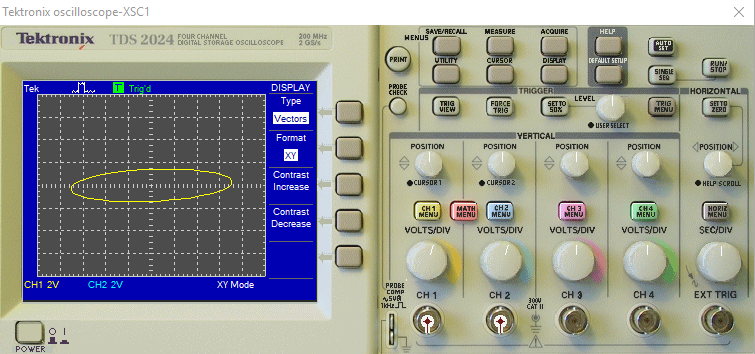 Tektronix oscilloscope-XSC1
Tektronix TDS 2024 FOUR CHANNEL 200 MHz
DIGITAL STORAGE OSCILLOSCOPE 2 GS/s
Tek T Trig'd DISPLAY
Type
Vectors
Format
XY
Contrast
Increase
Contrast
Decrease
CH1 2V CH2 2V XY Mode
POWER
PRINT
PROBE
CHECK
MENUS
SAVE/RECALL MEASURE ACQUIRE
UTILITY CURSOR DISPLAY
HELP
DEFAULT SETUP
AUTO
SET
SINGLE
SEQ
RUN/
STOP
TRIGGER
TRIG
VIEW
FORCE
TRIG
SET TO
50%
LEVEL
USER SELECT
TRIG
MENU
HORIZONTAL
SET TO
ZERO
VERTICAL
POSITION POSITION POSITION POSITION POSITION
CURSOR 1 CURSOR 2 HELP SCROLL
CH 1
MENU
MATH
MENU
CH 2
MENU
CH 3
MENU
CH 4
MENU
HORIZ
MENU
VOLTS/DIV VOLTS/DIV VOLTS/DIV VOLTS/DIV SEC/DIV
PROBE
COMP
~5V
1kHz
CH 1 CH 2 CH 3 CH 4 EXT TRIG
300V
CAT II